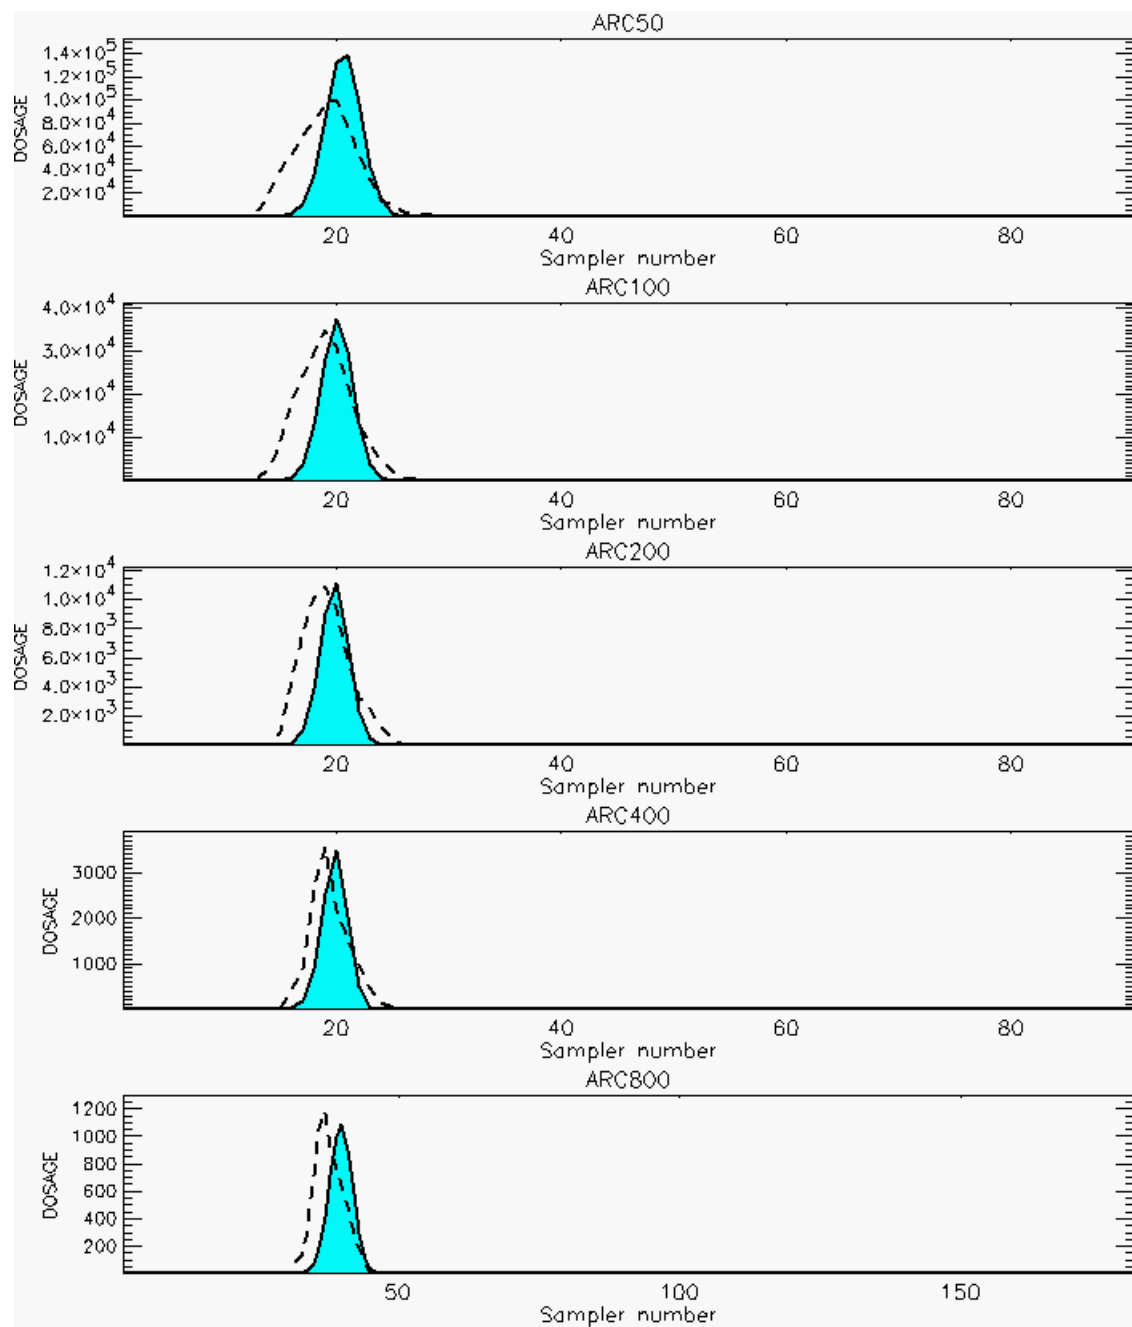 ARC50
1.4×10⁵
1.2×10⁵
1.0×10⁵
8.0×10⁴
6.0×10⁴
4.0×10⁴
2.0×10⁴
DOSAGE
20 40 60 80
Sampler number
ARC100
4.0×10⁴
3.0×10⁴
2.0×10⁴
1.0×10⁴
DOSAGE
20 40 60 80
Sampler number
ARC200
1.2×10⁴
1.0×10⁴
8.0×10³
6.0×10³
4.0×10³
2.0×10³
DOSAGE
20 40 60 80
Sampler number
ARC400
3000
2000
1000
DOSAGE
20 40 60 80
Sampler number
ARC800
1200
1000
800
600
400
200
DOSAGE
50 100 150
Sampler number